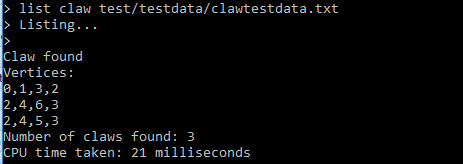 > list claw test/testdata/clawtestdata.txt
> Listing...
>
Claw found
Vertices:
0,1,3,2
2,4,6,3
2,4,5,3
Number of claws found: 3
CPU time taken: 21 milliseconds